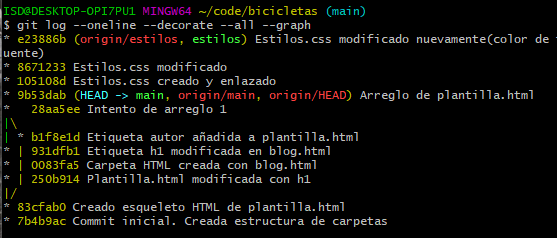 ISD@DESKTOP-OPI7PU1 MINGW64 ~/code/bicicletas (main)
$ git log --oneline --decorate --all --graph
* e23886b (origin/estilos, estilos) Estilos.css modificado nuevamente(color de f
uente)
* 8671233 Estilos.css modificado
* 105108d Estilos.css creado y enlazado
* 9b53dab (HEAD -> main, origin/main, origin/HEAD) Arreglo de plantilla.html
*   28aa5ee Intento de arreglo 1
|\
| * b1f8e1d Etiqueta autor añadida a plantilla.html
* | 931dfb1 Etiqueta h1 modificada en blog.html
* | 0083fa5 Carpeta HTML creada con blog.html
* | 250b914 Plantilla.html modificada con h1
|/
* 83cfab0 Creado esqueleto HTML de plantilla.html
* 7b4b9ac Commit inicial. Creada estructura de carpetas